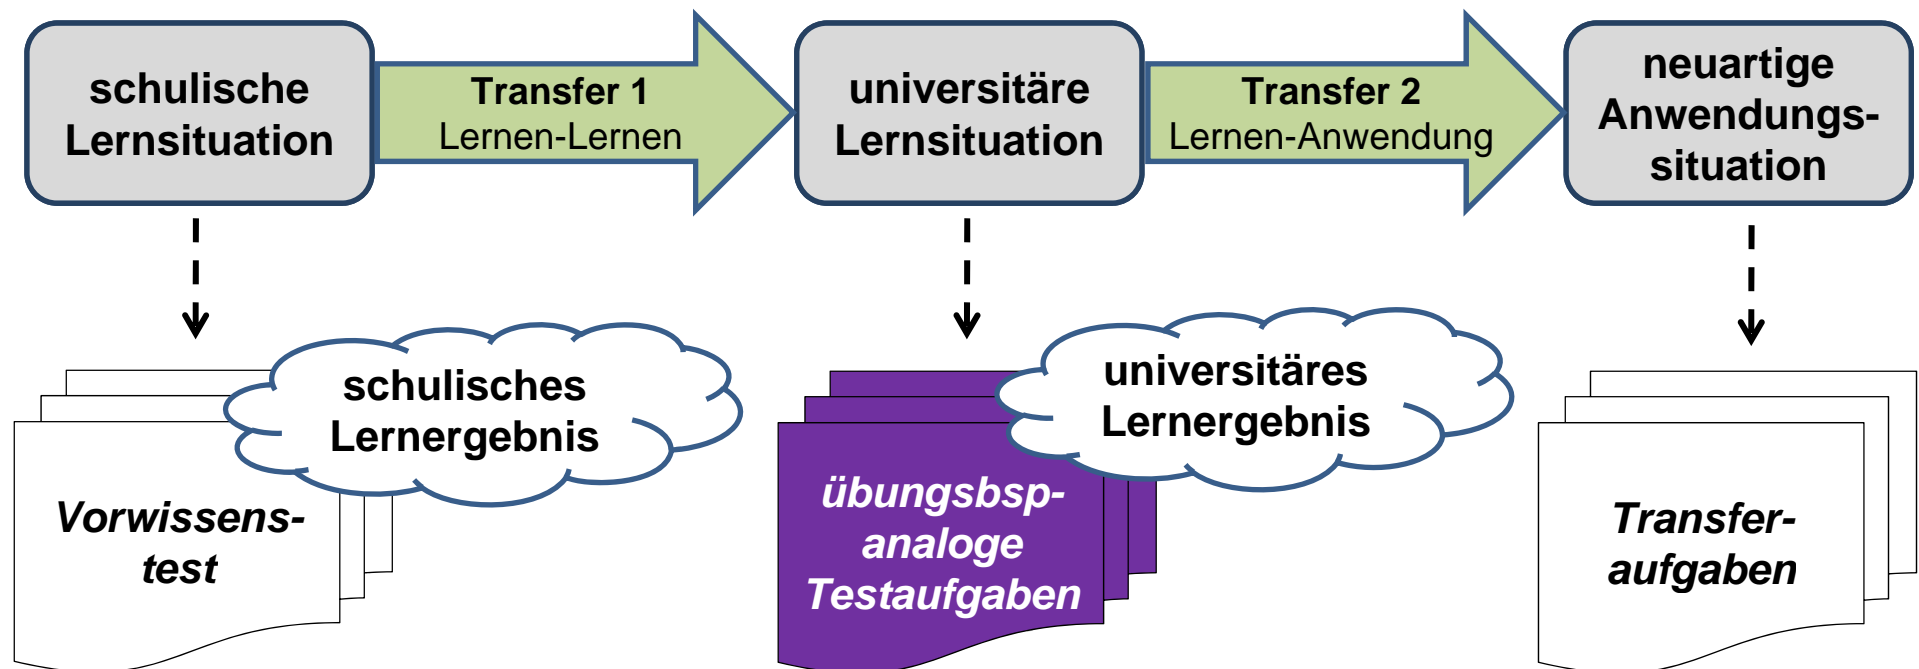 schulische
Lernsituation
Transfer 1
Lernen-Lernen
universitäre
Lernsituation
Transfer 2
Lernen-Anwendung
neuartige
Anwendungs-
situation
schulisches
Lernergebnis
universitäres
Lernergebnis
Vorwissens-
test
übungsbsp-
analoge
Testaufgaben
Transfer-
aufgaben